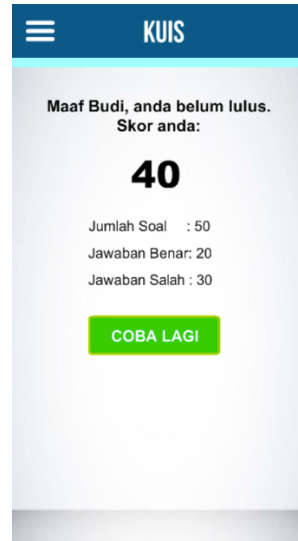 KUIS
Maaf Budi, anda belum lulus.
Skor anda:
40
Jumlah Soal : 50
Jawaban Benar: 20
Jawaban Salah : 30
COBA LAGI